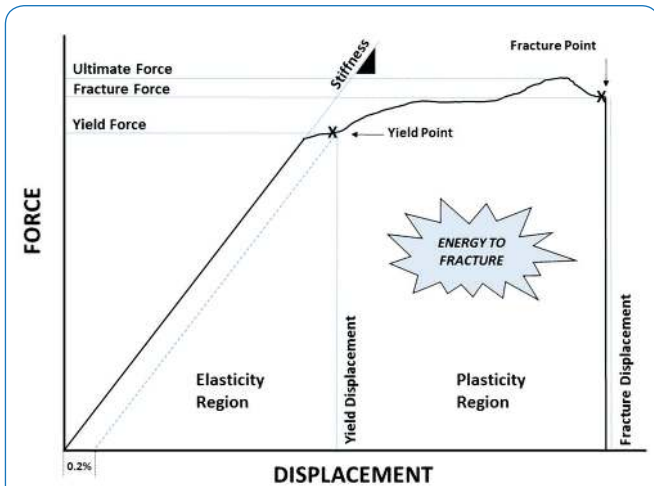 Fracture Point
Ultimate Force
Stiffness
Fracture Force
Yield Force
X
X
Yield Point
FORCE
ENERGY TO
FRACTURE
Elasticity
Region
Yield Displacement
Plasticity
Region
Fracture Displacement
0.2%
DISPLACEMENT